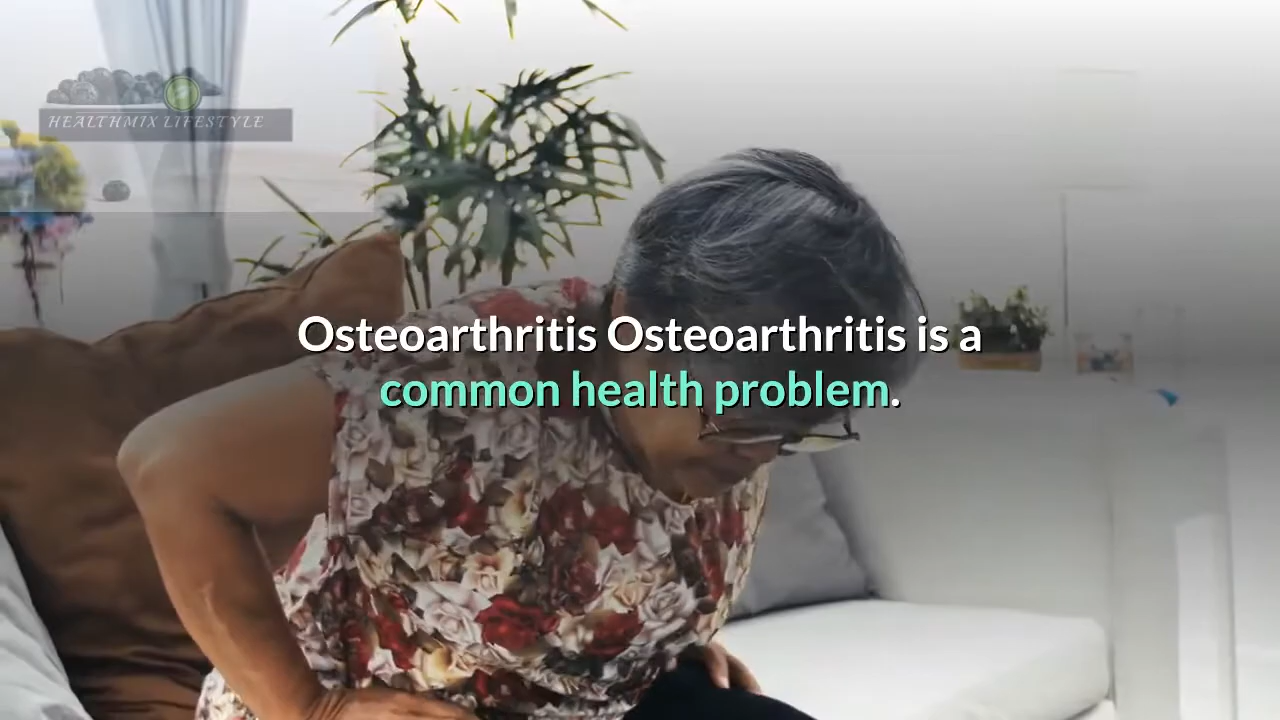 HEALTHMIX LIFESTYLE
Osteoarthritis Osteoarthritis is a
common health problem.